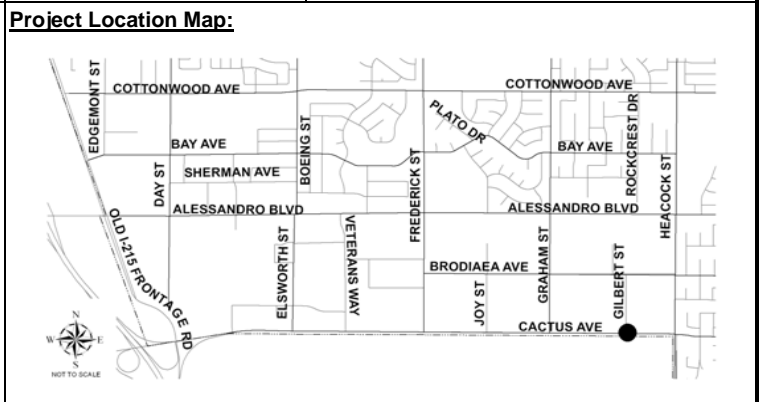 Project Location Map:
COTTONWOOD AVE
COTTONWOOD AVE
EDGEMONT ST
PLATO DR
ROCKCREST DR
BAY AVE
BOEING ST
BAY AVE
DAY ST
SHERMAN AVE
FREDERICK ST
HEACOCK ST
ALESSANDRO BLVD
ALESSANDRO BLVD
OLD I-215 FRONTAGE RD
ELSWORTH ST
VETERANS WAY
BRODIAEA AVE
JOY ST
GRAHAM ST
GILBERT ST
CACTUS AVE
N
W
E
S
NOT TO SCALE